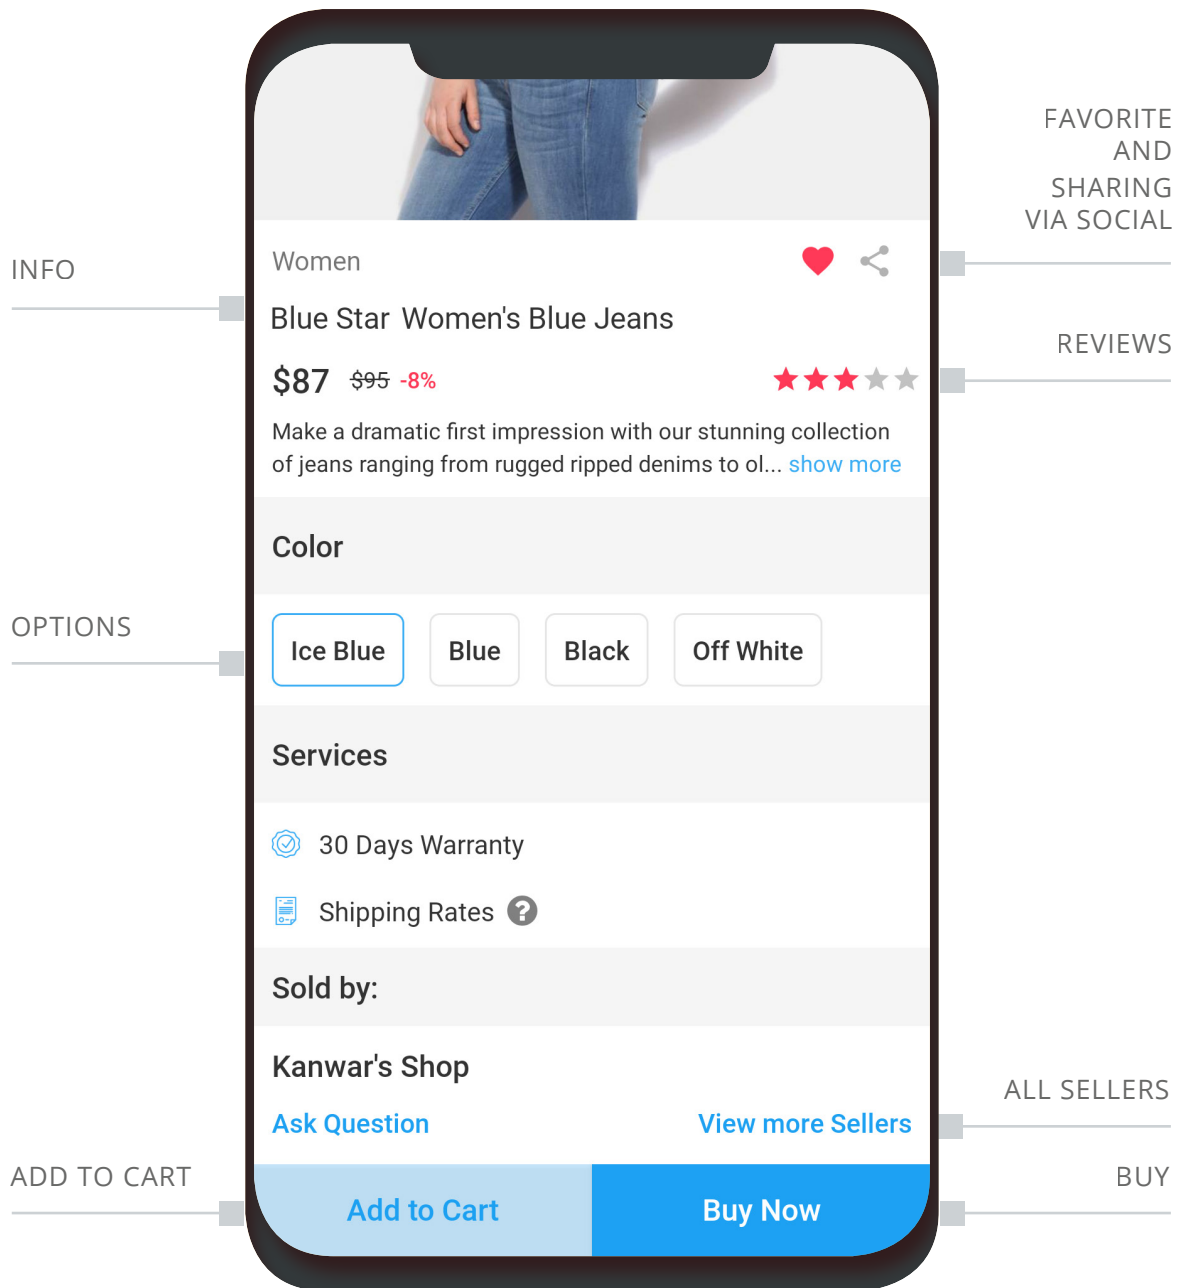 FAVORITE
AND
SHARING
VIA SOCIAL
INFO
Women
Blue Star Women's Blue Jeans
REVIEWS
$87 $95 -8%
Make a dramatic first impression with our stunning collection
of jeans ranging from rugged ripped denims to ol... show more
Color
OPTIONS
Ice Blue Blue Black Off White
Services
30 Days Warranty
Shipping Rates ?
Sold by:
Kanwar's Shop
ALL SELLERS
Ask Question View more Sellers
ADD TO CART
BUY
Add to Cart Buy Now